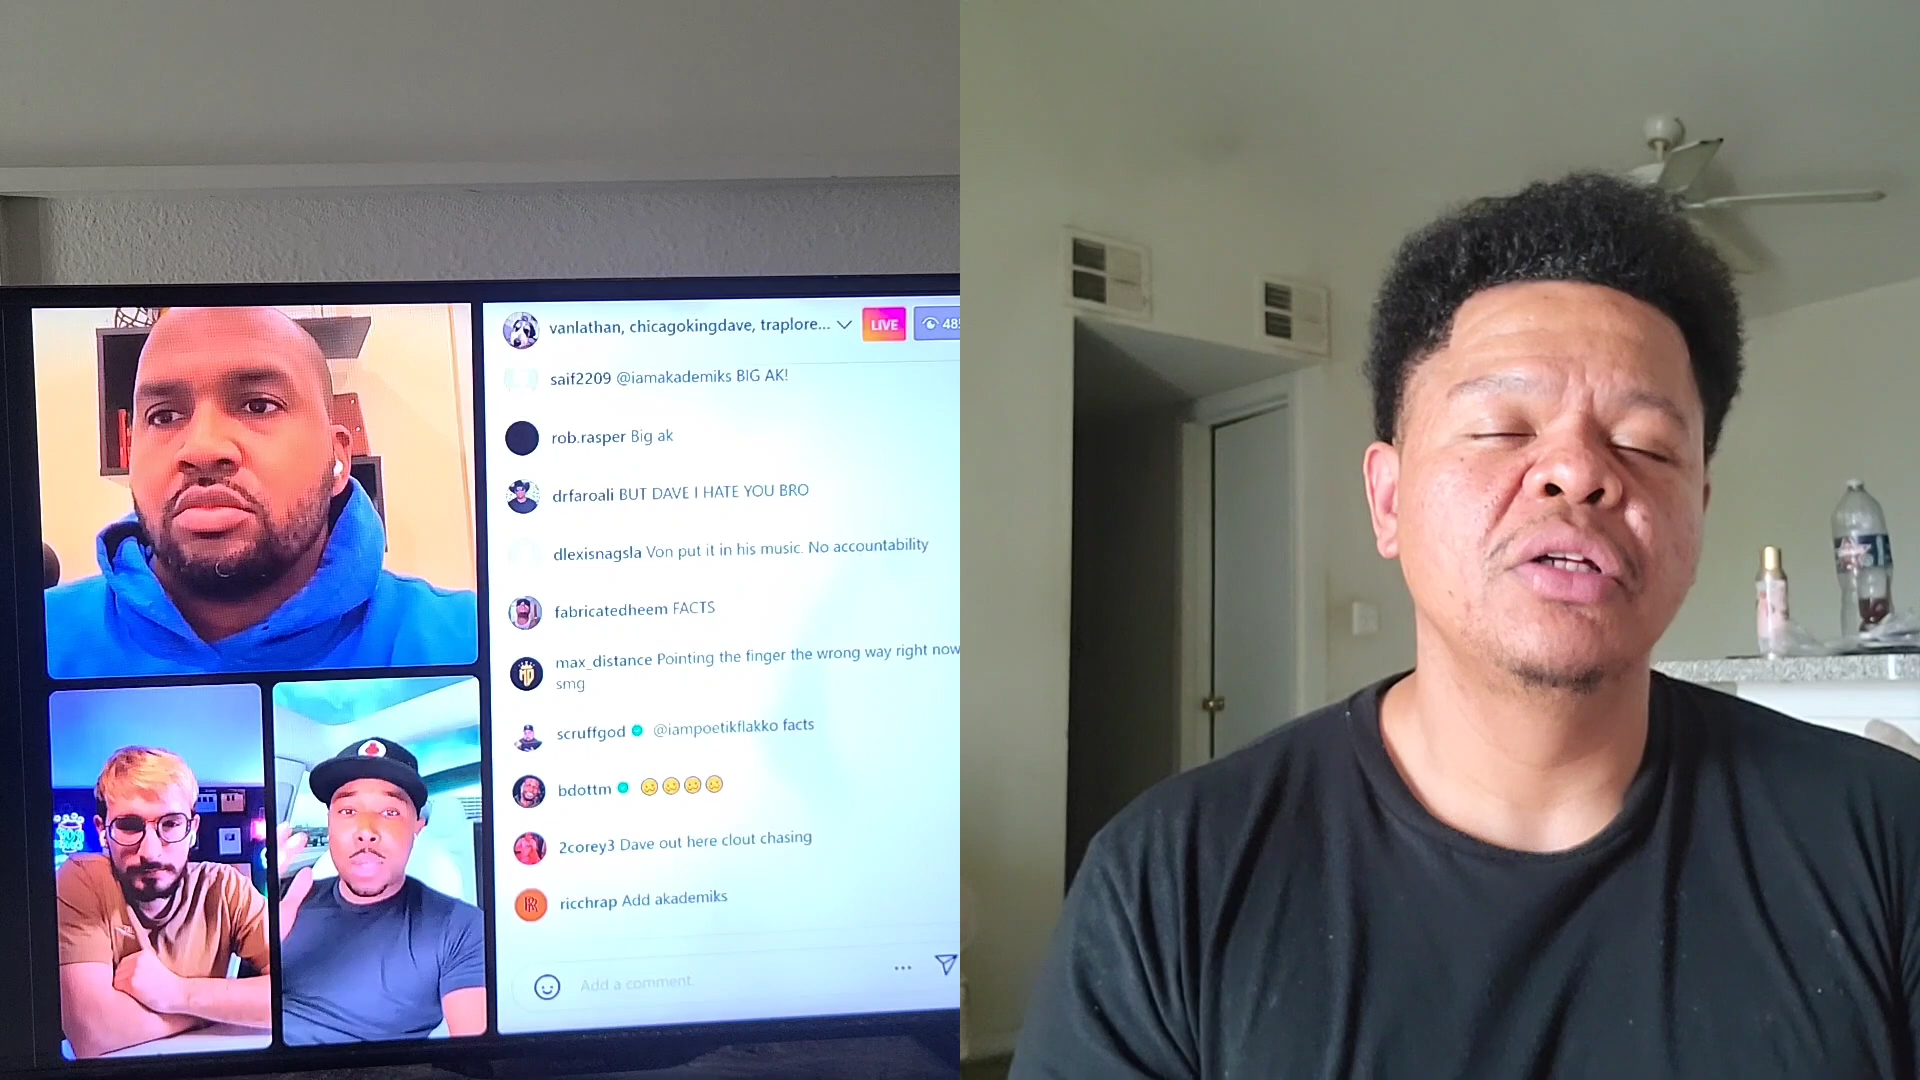 vanlathan, chicagokingdave, traplore... LIVE 48
saif2209 @iamakademiks BIG AK!
rob.rasper Big ak
drfaroali BUT DAVE I HATE YOU BRO
dlexisnagsla Von put it in his music. No accountability
fabricatedheem FACTS
max_distance Pointing the finger the wrong way right now
smg
scruffgod @iampoetikflakko facts
bdottm
2corey3 Dave out here clout chasing
ricchrap Add akademiks
Add a comment...